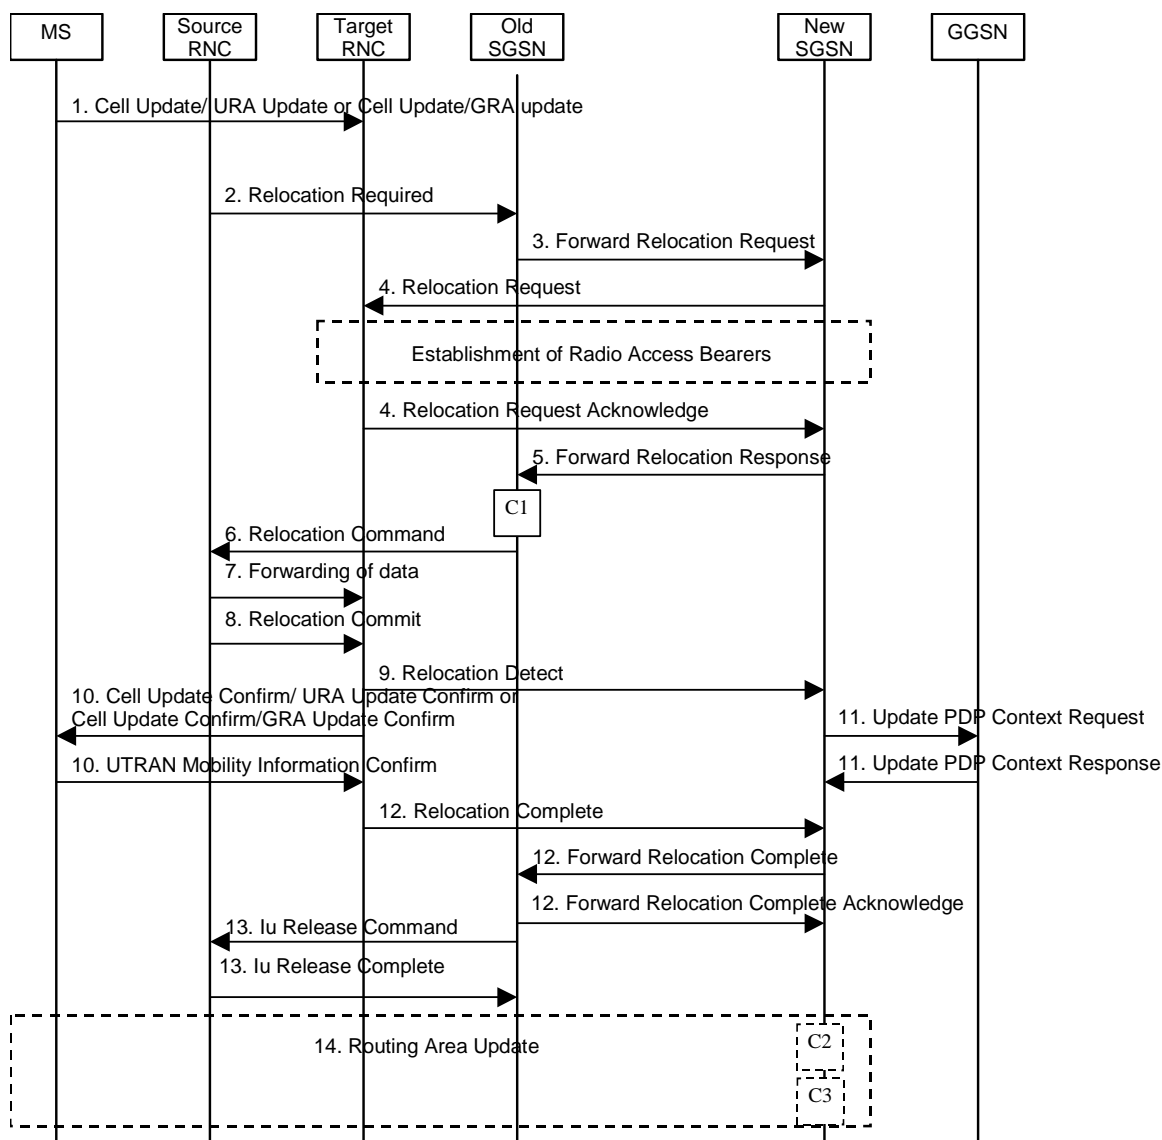 MS
Source
RNC
Target
RNC
Old
SGSN
New
SGSN
GGSN
1. Cell Update/ URA Update or Cell Update/GRA update
2. Relocation Required
3. Forward Relocation Request
4. Relocation Request
Establishment of Radio Access Bearers
4. Relocation Request Acknowledge
5. Forward Relocation Response
C1
6. Relocation Command
7. Forwarding of data
8. Relocation Commit
9. Relocation Detect
10. Cell Update Confirm/ URA Update Confirm or
Cell Update Confirm/GRA Update Confirm
11. Update PDP Context Request
10. UTRAN Mobility Information Confirm
11. Update PDP Context Response
12. Relocation Complete
12. Forward Relocation Complete
12. Forward Relocation Complete Acknowledge
13. Iu Release Command
13. Iu Release Complete
14. Routing Area Update
C2
C3